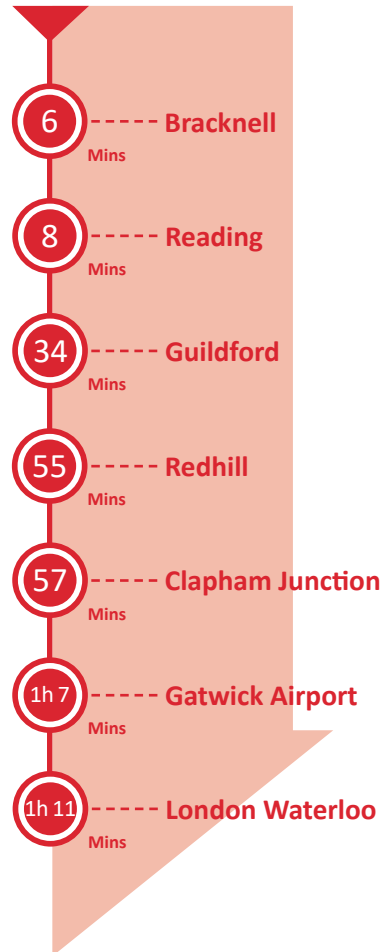 6
Bracknell
Mins
8
Reading
Mins
34
Guildford
Mins
55
Redhill
Mins
57
Clapham Junction
Mins
1h 7
Gatwick Airport
Mins
1h 11
London Waterloo
Mins